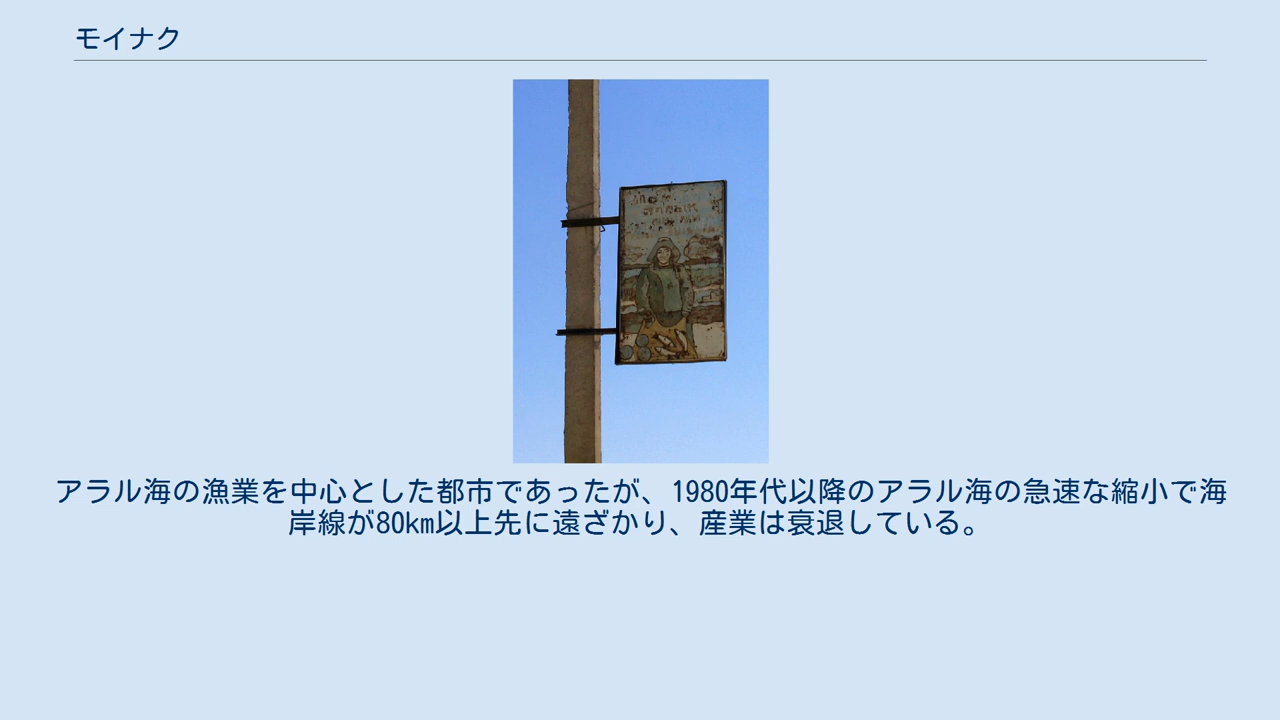 モイナク
アラル海の漁業を中心とした都市であったが、1980年代以降のアラル海の急速な縮小で海
岸線が80km以上先に遠ざかり、産業は衰退している。